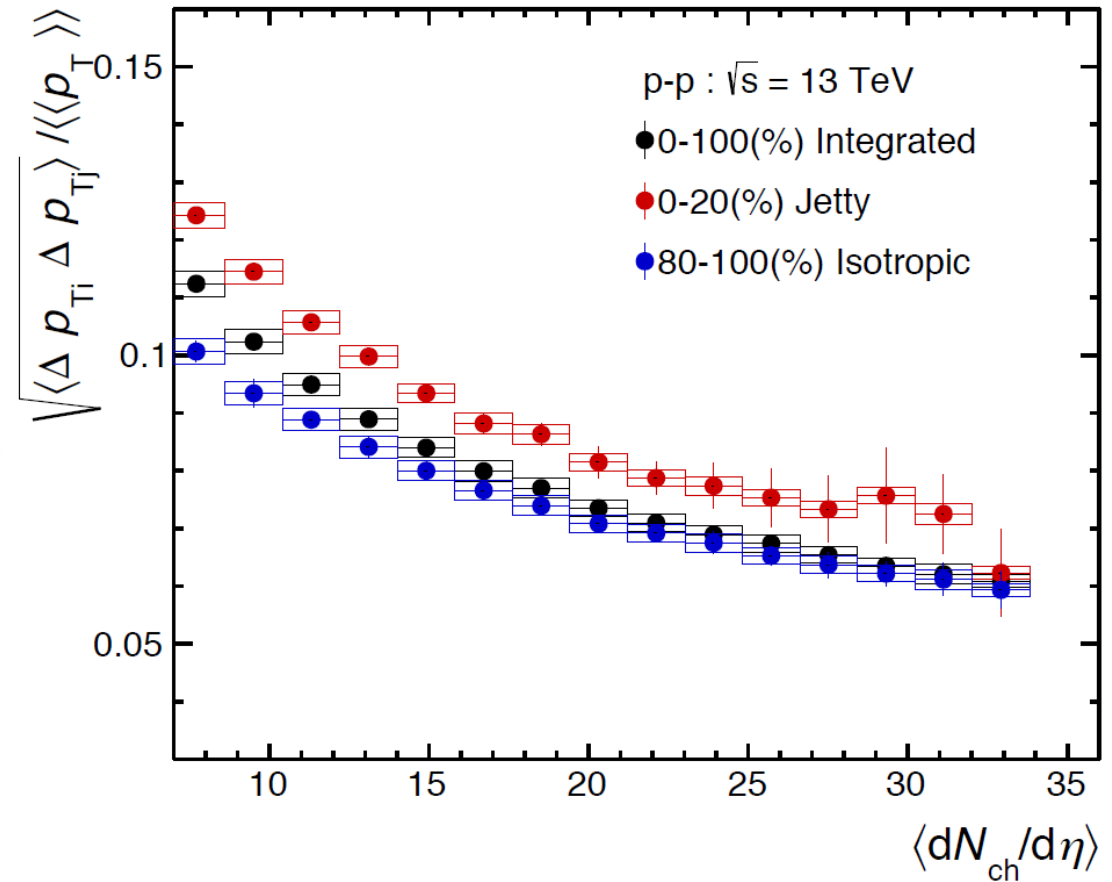 √⟨Δ p_Ti Δ p_Tj⟩ /⟨⟨p_T⟩⟩
0.15
0.1
0.05
p-p : √s = 13 TeV
0-100(%) Integrated
0-20(%) Jetty
80-100(%) Isotropic
10 15 20 25 30 35
⟨dN_ch/dη⟩